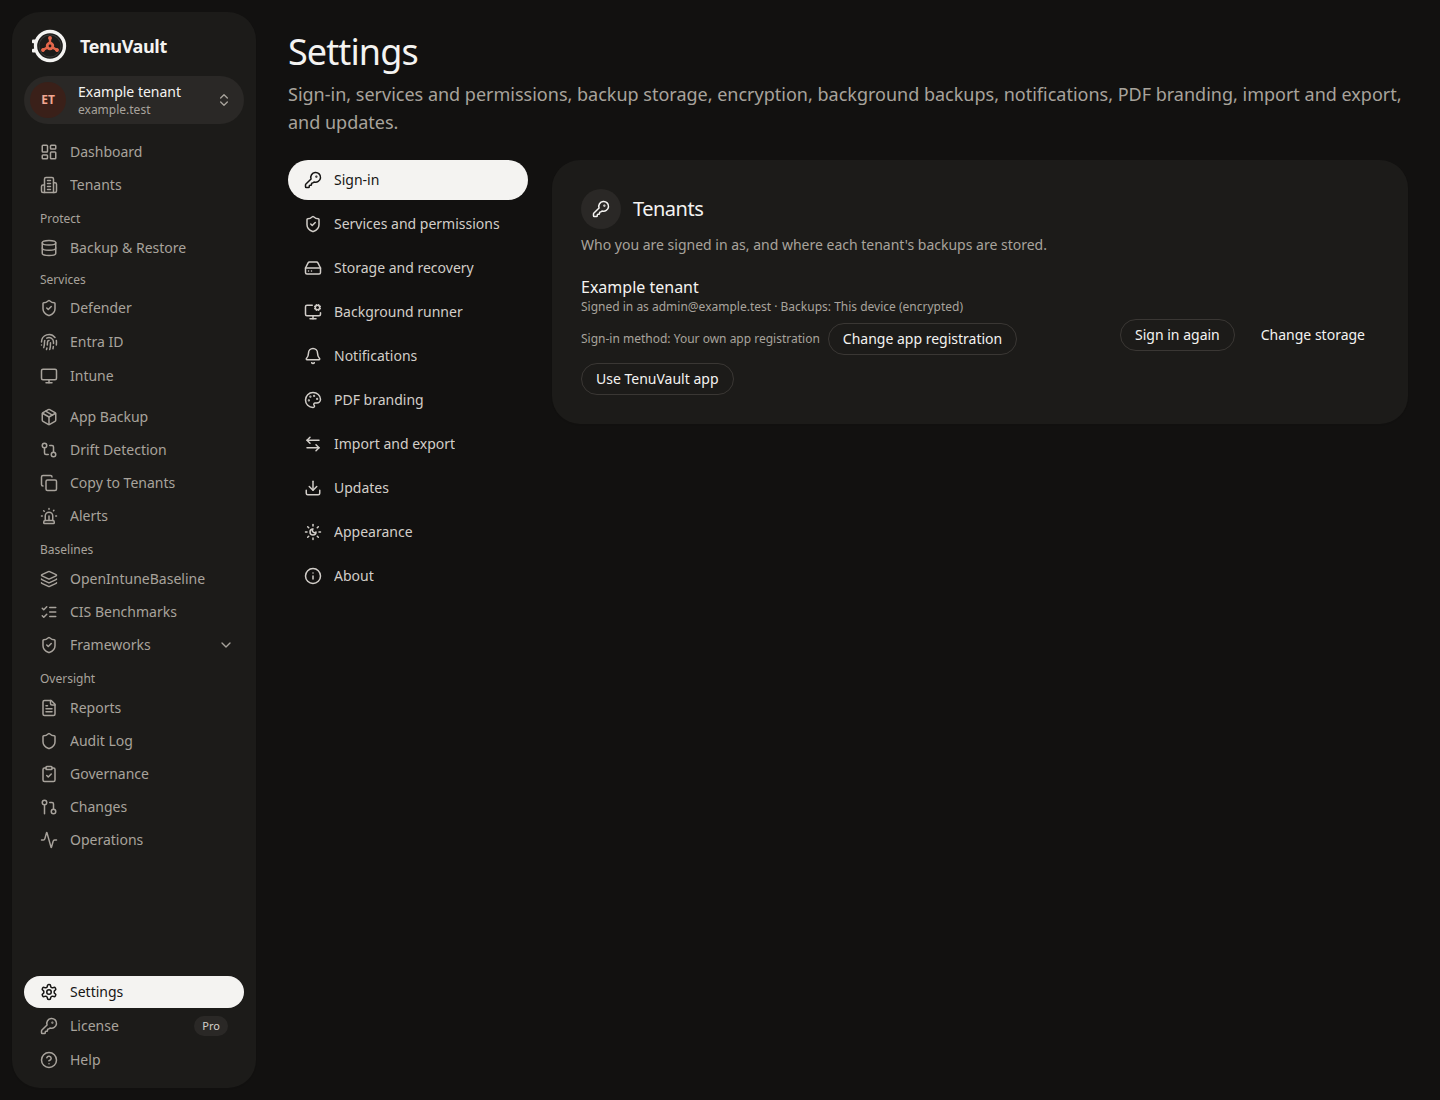 TenuVault
ET
Example tenant
example.test
Dashboard
Tenants
Protect
Backup & Restore
Services
Defender
Entra ID
Intune
App Backup
Drift Detection
Copy to Tenants
Alerts
Baselines
OpenIntuneBaseline
CIS Benchmarks
Frameworks
Oversight
Reports
Audit Log
Governance
Changes
Operations
Settings
License
Pro
Help
Settings
Sign-in, services and permissions, backup storage, encryption, background backups, notifications, PDF branding, import and export,
and updates.
Sign-in
Services and permissions
Storage and recovery
Background runner
Notifications
PDF branding
Import and export
Updates
Appearance
About
Tenants
Who you are signed in as, and where each tenant's backups are stored.
Example tenant
Signed in as admin@example.test · Backups: This device (encrypted)
Sign-in method: Your own app registration
Change app registration
Use TenuVault app
Sign in again
Change storage